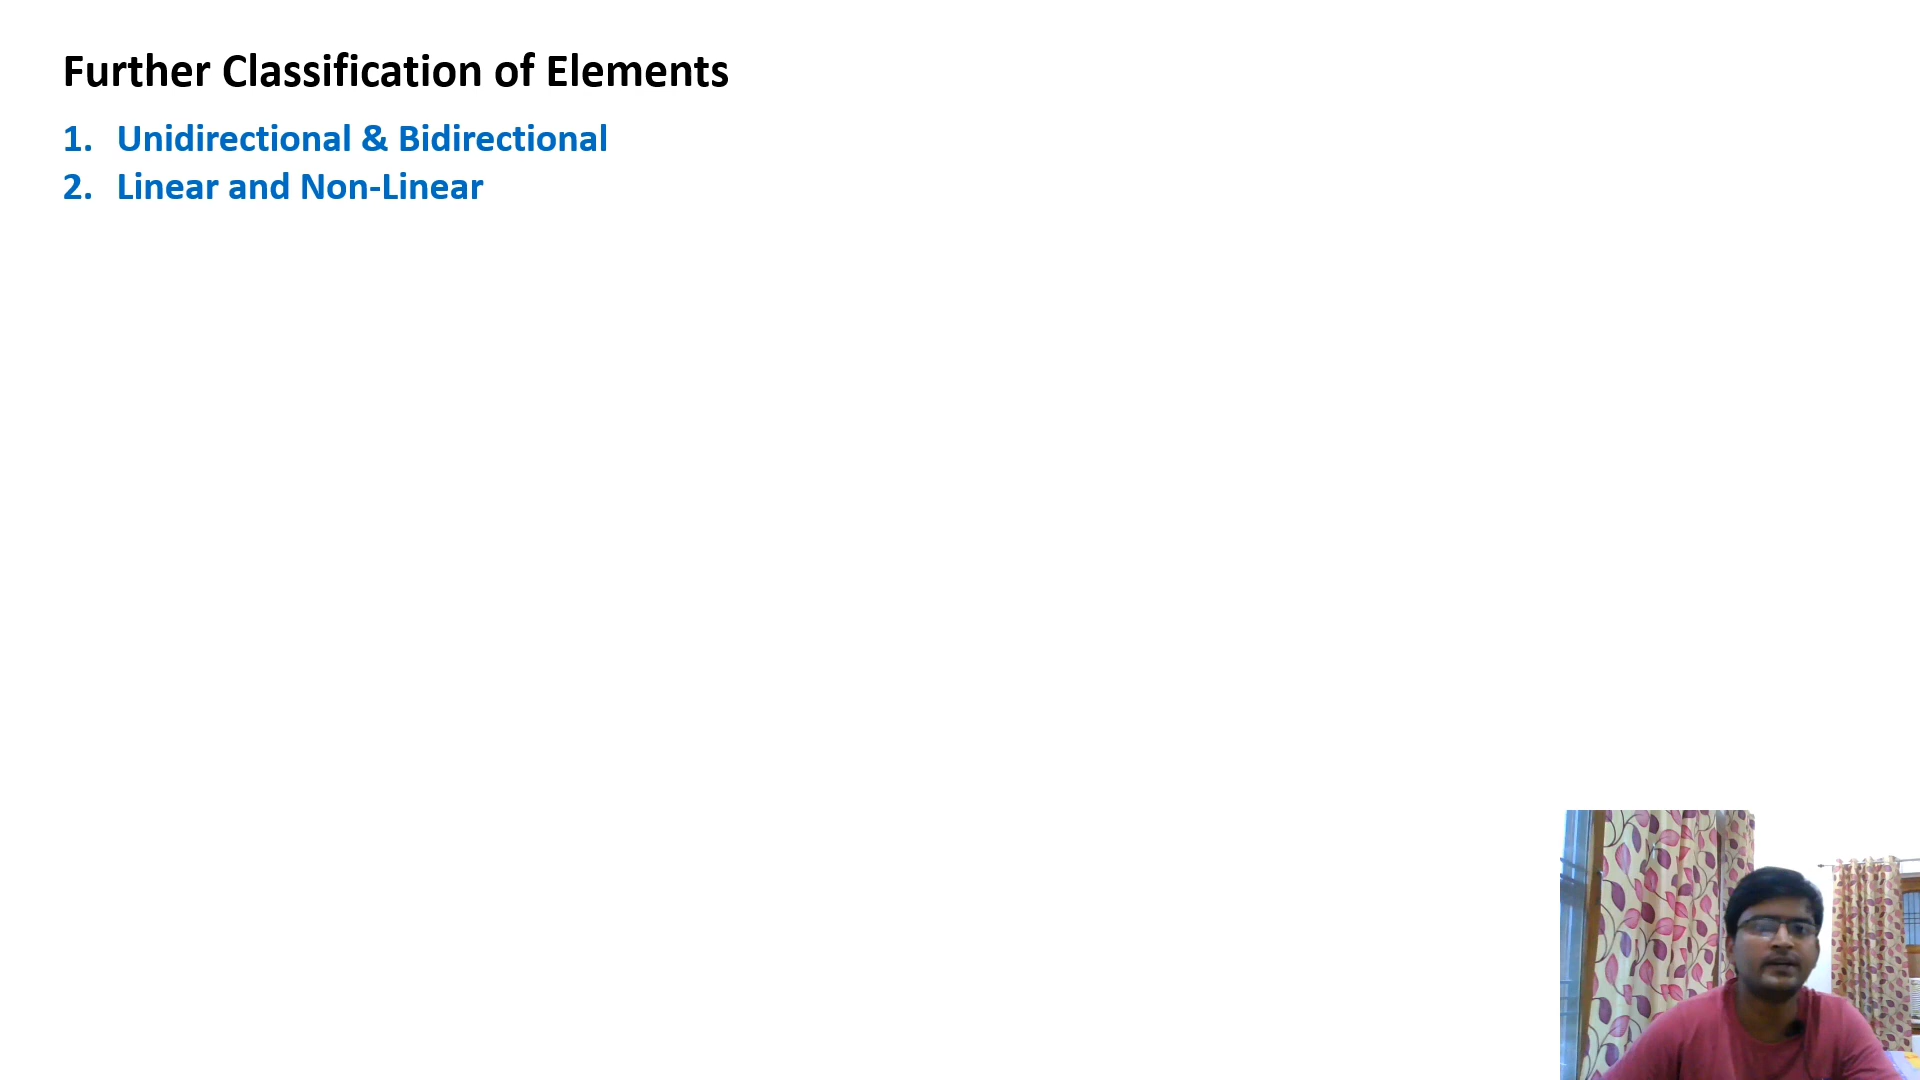 Further Classification of Elements
1. Unidirectional & Bidirectional
2. Linear and Non-Linear